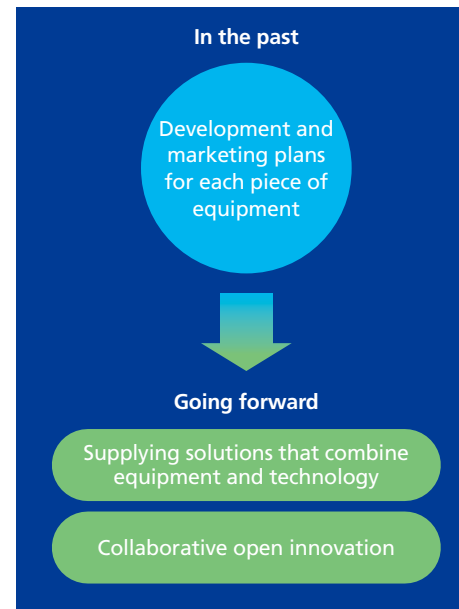 In the past
Development and
marketing plans
for each piece of
equipment
Going forward
Supplying solutions that combine
equipment and technology
Collaborative open innovation